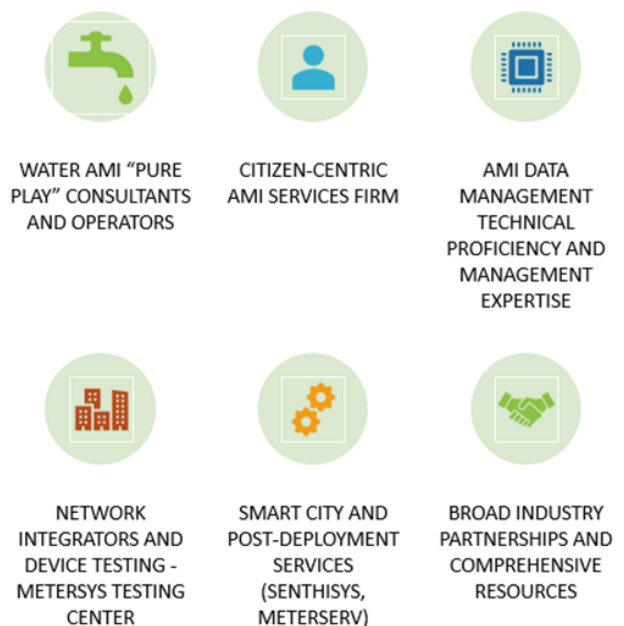 WATER AMI “PURE
PLAY” CONSULTANTS
AND OPERATORS
CITIZEN-CENTRIC
AMI SERVICES FIRM
AMI DATA
MANAGEMENT
TECHNICAL
PROFICIENCY AND
MANAGEMENT
EXPERTISE
NETWORK
INTEGRATORS AND
DEVICE TESTING -
METERSYS TESTING
CENTER
SMART CITY AND
POST-DEPLOYMENT
SERVICES
(SENTHISYS,
METERSERV)
BROAD INDUSTRY
PARTNERSHIPS AND
COMPREHENSIVE
RESOURCES